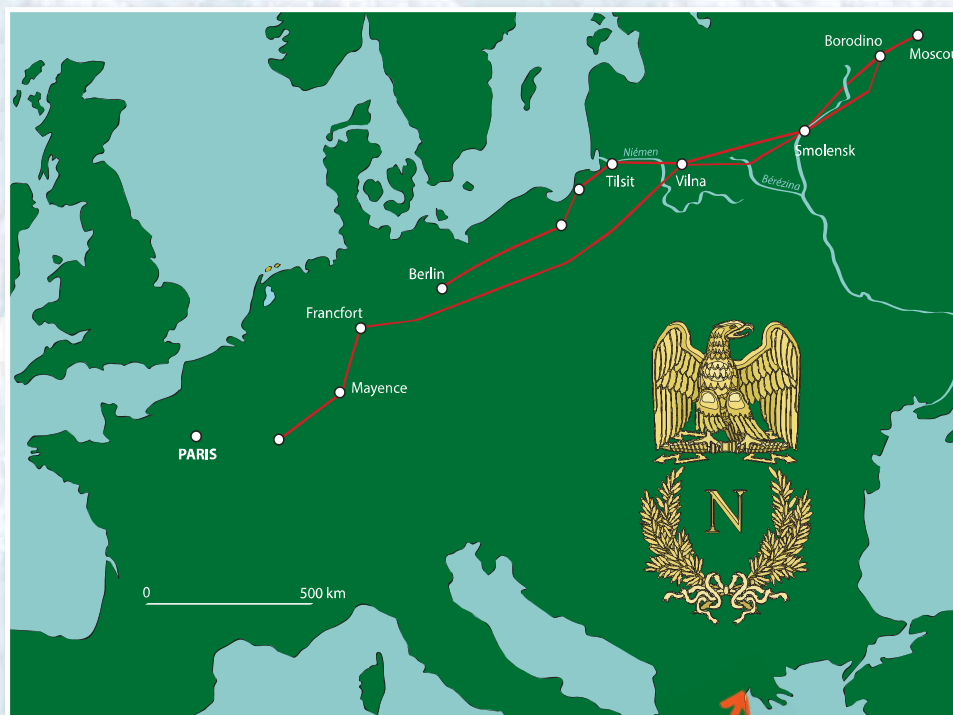 Borodino
Moscou
Smolensk
Niémen
Tilsit
Vilna
Bérézina
Berlin
Francfort
Mayence
PARIS
N
0 500 km